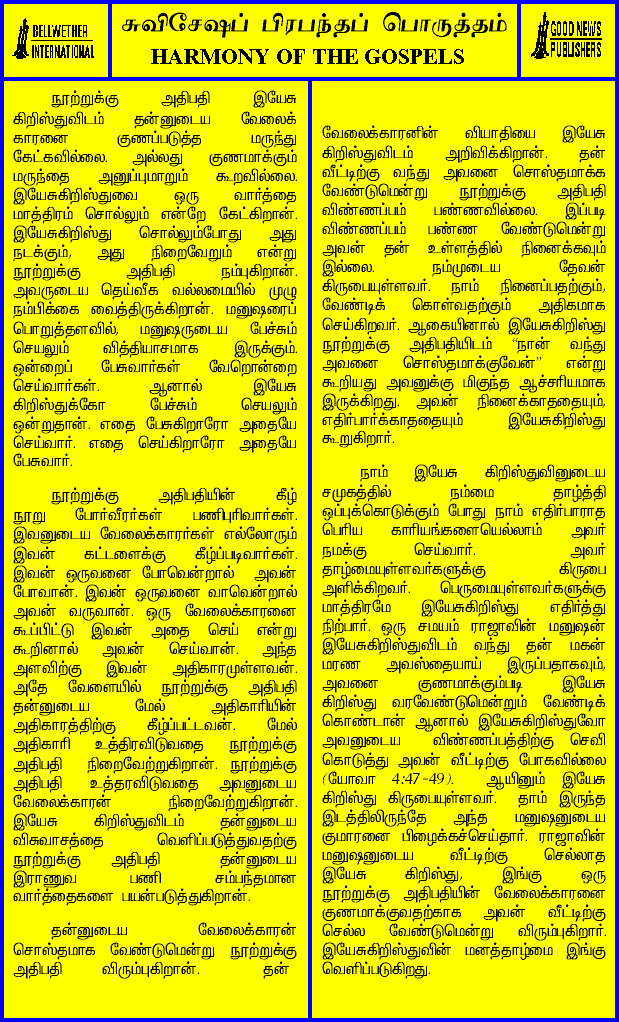 BELLWETHER
INTERNATIONAL
சுவிசேஷப் பிரபந்தப் பொருத்தம்
HARMONY OF THE GOSPELS
GOOD NEWS
PUBLISHERS
நூற்றுக்கு அதிபதி இயேசு
கிறிஸ்துவிடம் தன்னுடைய வேலைக்
காரனை குணப்படுத்த மருந்து
கேட்கவில்லை. அல்லது குணமாக்கும்
மருந்தை அனுப்புமாறும் கூறவில்லை.
இயேசுகிறிஸ்துவை ஒரு வார்த்தை
மாத்திரம் சொல்லும் என்றே கேட்கிறான்.
இயேசுகிறிஸ்து சொல்லும்போது அது
நடக்கும், அது நிறைவேறும் என்று
நூற்றுக்கு அதிபதி நம்புகிறான்.
அவருடைய தெய்வீக வல்லமையில் முழு
நம்பிக்கை வைத்திருக்கிறான். மனுஷரைப்
பொறுத்தளவில், மனுஷருடைய பேச்சும்
செயலும் வித்தியாசமாக இருக்கும்.
ஒன்றைப் பேசுவார்கள் வேறொன்றை
செய்வார்கள். ஆனால் இயேசு
கிறிஸ்துக்கோ பேச்சும் செயலும்
ஒன்றுதான். எதை பேசுகிறாரோ அதையே
செய்வார். எதை செய்கிறாரோ அதையே
பேசுவார்.
நூற்றுக்கு அதிபதியின் கீழ்
நூறு போர்வீரர்கள் பணிபுரிவார்கள்.
இவனுடைய வேலைக்காரர்கள் எல்லோரும்
இவன் கட்டளைக்கு கீழ்ப்படிவார்கள்.
இவன் ஒருவனை போவென்றால் அவன்
போவான். இவன் ஒருவனை வாவென்றால்
அவன் வருவான். ஒரு வேலைக்காரனை
கூப்பிட்டு இவன் அதை செய் என்று
கூறினால் அவன் செய்வான். அந்த
அளவிற்கு இவன் அதிகாரமுள்ளவன்.
அதே வேளையில் நூற்றுக்கு அதிபதி
தன்னுடைய மேல் அதிகாரியின்
அதிகாரத்திற்கு கீழ்ப்பட்டவன். மேல்
அதிகாரி உத்திரவிடுவதை நூற்றுக்கு
அதிபதி நிறைவேற்றுகிறான். நூற்றுக்கு
அதிபதி உத்தரவிடுவதை அவனுடைய
வேலைக்காரன் நிறைவேற்றுகிறான்.
இயேசு கிறிஸ்துவிடம் தன்னுடைய
விசுவாசத்தை வெளிப்படுத்துவதற்கு
நூற்றுக்கு அதிபதி தன்னுடைய
இராணுவ பணி சம்பந்தமான
வார்த்தைகளை பயன்படுத்துகிறான்.
தன்னுடைய வேலைக்காரன்
சொஸ்தமாக வேண்டுமென்று நூற்றுக்கு
அதிபதி விரும்புகிறான். தன்
வேலைக்காரனின் வியாதியை இயேசு
கிறிஸ்துவிடம் அறிவிக்கிறான். தன்
வீட்டிற்கு வந்து அவனை சொஸ்தமாக்க
வேண்டுமென்று நூற்றுக்கு அதிபதி
விண்ணப்பம் பண்ணவில்லை. இப்படி
விண்ணப்பம் பண்ண வேண்டுமென்று
அவன் தன் உள்ளத்தில் நினைக்கவும்
இல்லை. நம்முடைய தேவன்
கிருபையுள்ளவர். நாம் நினைப்பதற்கும்,
வேண்டிக் கொள்வதற்கும் அதிகமாக
செய்கிறவர். ஆகையினால் இயேசுகிறிஸ்து
நூற்றுக்கு அதிபதியிடம் “நான் வந்து
அவனை சொஸ்தமாக்குவேன்” என்று
கூறியது அவனுக்கு மிகுந்த ஆச்சரியமாக
இருக்கிறது. அவன் நினைக்காததையும்,
எதிர்பார்க்காததையும் இயேசுகிறிஸ்து
கூறுகிறார்.
நாம் இயேசு கிறிஸ்துவினுடைய
சமுகத்தில் நம்மை தாழ்த்தி
ஒப்புக்கொடுக்கும் போது நாம் எதிர்பாராத
பெரிய காரியங்களையெல்லாம் அவர்
நமக்கு செய்வார். அவர்
தாழ்மையுள்ளவர்களுக்கு கிருபை
அளிக்கிறவர். பெருமையுள்ளவர்களுக்கு
மாத்திரமே இயேசுகிறிஸ்து எதிர்த்து
நிற்பார். ஒரு சமயம் ராஜாவின் மனுஷன்
இயேசுகிறிஸ்துவிடம் வந்து தன் மகன்
மரண அவஸ்தையாய் இருப்பதாகவும்,
அவனை குணமாக்கும்படி இயேசு
கிறிஸ்து வரவேண்டுமென்றும் வேண்டிக்
கொண்டான் ஆனால் இயேசுகிறிஸ்துவோ
அவனுடைய விண்ணப்பத்திற்கு செவி
கொடுத்து அவன் வீட்டிற்கு போகவில்லை
(யோவா 4:47-49). ஆயினும் இயேசு
கிறிஸ்து கிருபையுள்ளவர். தாம் இருந்த
இடத்திலிருந்தே அந்த மனுஷனுடைய
குமாரனை பிழைக்கச்செய்தார். ராஜாவின்
மனுஷனுடைய வீட்டிற்கு செல்லாத
இயேசு கிறிஸ்து, இங்கு ஒரு
நூற்றுக்கு அதிபதியின் வேலைக்காரனை
குணமாக்குவதற்காக அவன் வீட்டிற்கு
செல்ல வேண்டுமென்று விரும்புகிறார்.
இயேசுகிறிஸ்துவின் மனத்தாழ்மை இங்கு
வெளிப்படுகிறது.